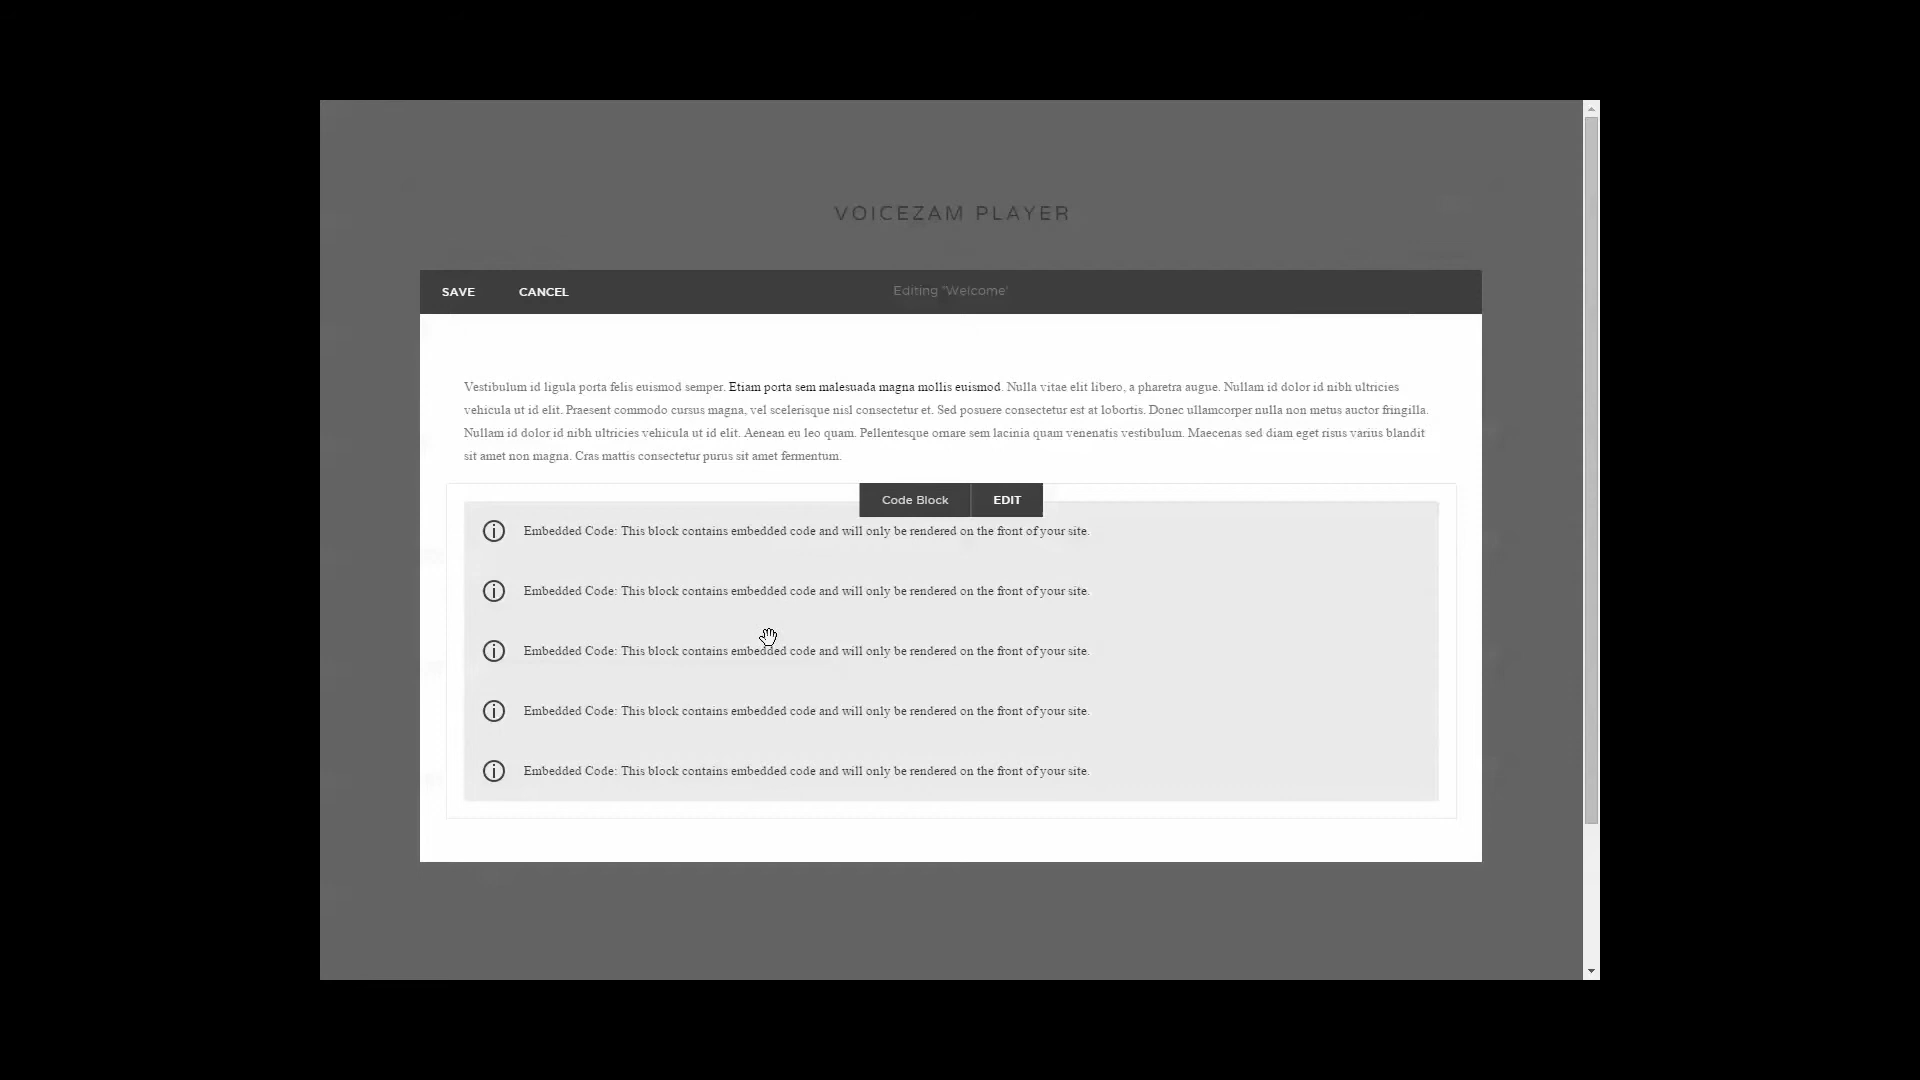 VOICEZAM PLAYER
SAVE CANCEL Editing "Welcome"
Vestibulum id ligula porta felis euismod semper. Etiam porta sem malesuada magna mollis euismod. Nulla vitae elit libero, a pharetra augue. Nullam id dolor id nibh ultricies
vehicula ut id elit. Praesent commodo cursus magna, vel scelerisque nisl consectetur et. Sed posuere consectetur est at lobortis. Donec ullamcorper nulla non metus auctor fringilla.
Nullam id dolor id nibh ultricies vehicula ut id elit. Aenean eu leo quam. Pellentesque ornare sem lacinia quam venenatis vestibulum. Maecenas sed diam eget risus varius blandit
sit amet non magna. Cras mattis consectetur purus sit amet fermentum.
Code Block EDIT
Embedded Code: This block contains embedded code and will only be rendered on the front of your site.
Embedded Code: This block contains embedded code and will only be rendered on the front of your site.
Embedded Code: This block contains embedded code and will only be rendered on the front of your site.
Embedded Code: This block contains embedded code and will only be rendered on the front of your site.
Embedded Code: This block contains embedded code and will only be rendered on the front of your site.